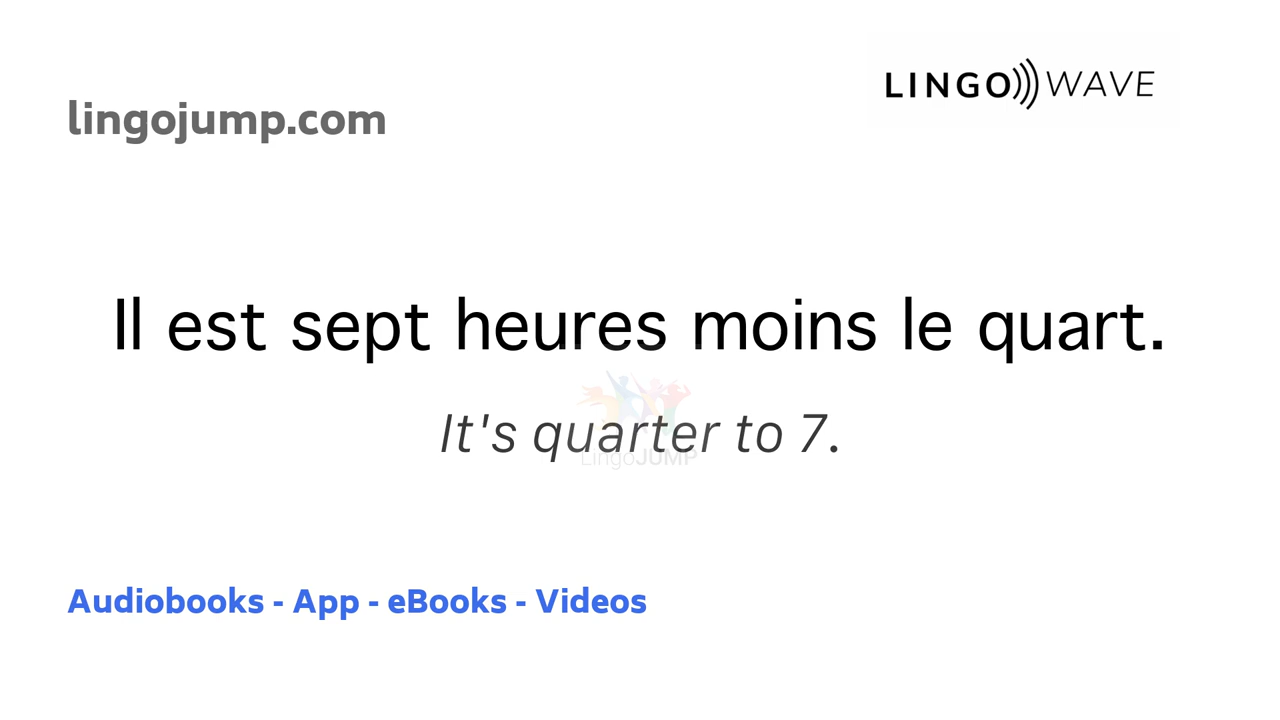 LINGO WAVE
lingojump.com
Il est sept heures moins le quart.
It's quarter to 7.
LingoJUMP
Audiobooks - App - eBooks - Videos